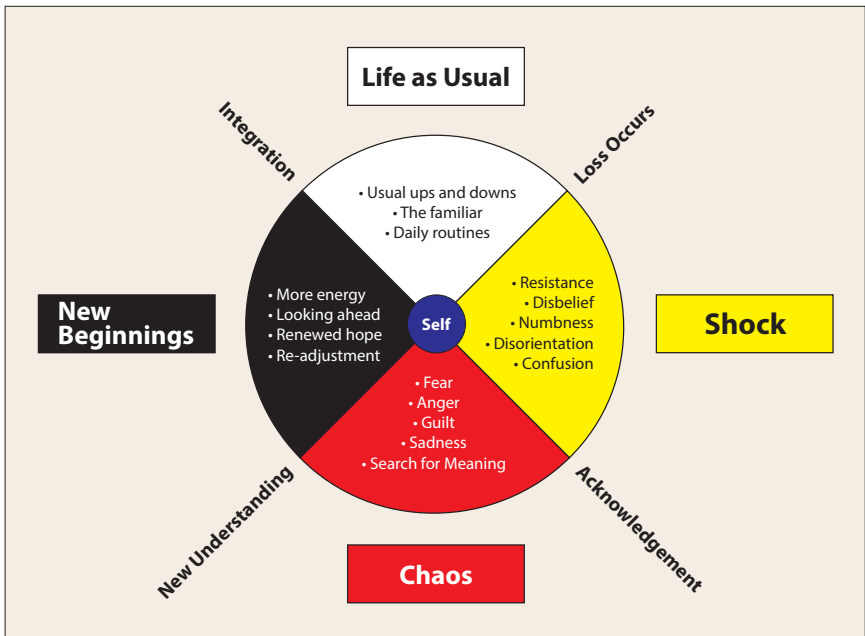 Life as Usual
Integration
Loss Occurs
• Usual ups and downs
• The familiar
• Daily routines
New
Beginnings
• More energy
• Looking ahead
• Renewed hope
• Re-adjustment
Self
• Resistance
• Disbelief
• Numbness
• Disorientation
• Confusion
Shock
• Fear
• Anger
• Guilt
• Sadness
• Search for Meaning
New Understanding
Acknowledgement
Chaos